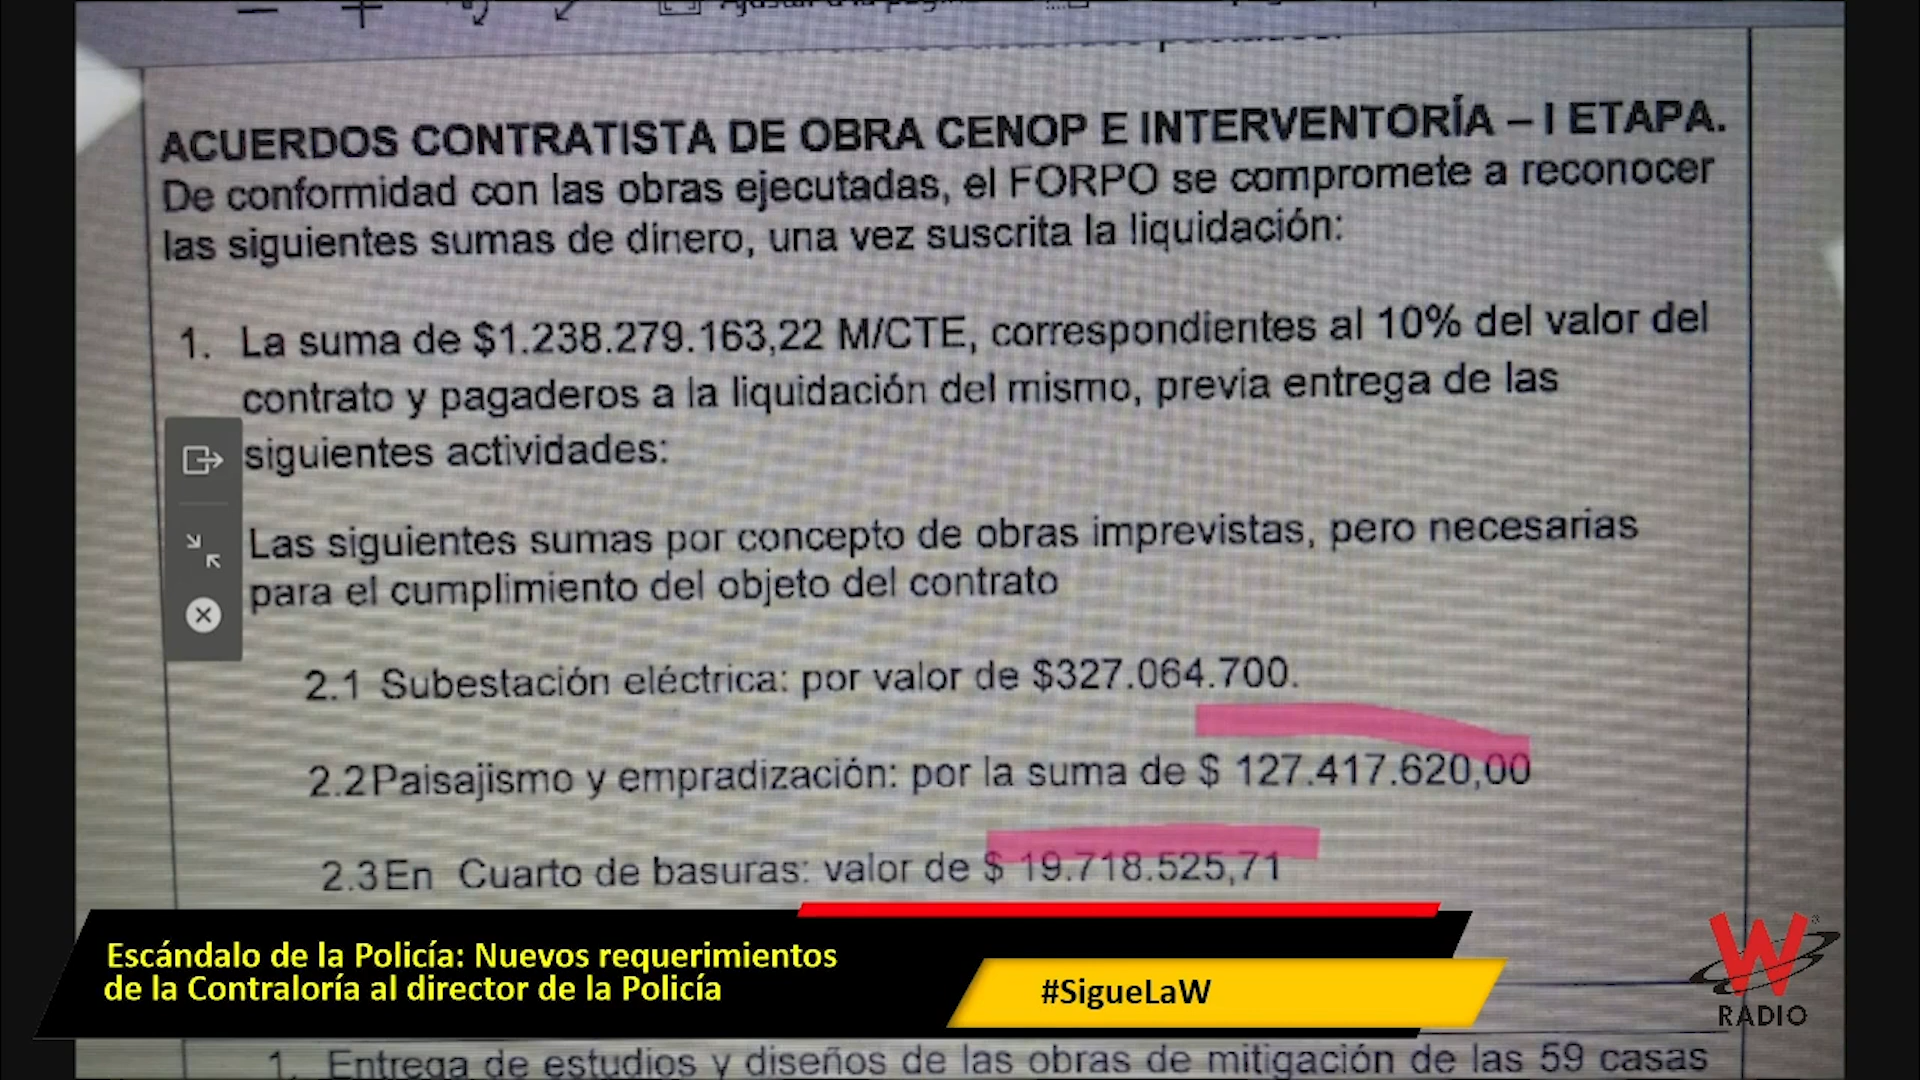 ACUERDOS CONTRATISTA DE OBRA CENOP E INTERVENTORÍA – I ETAPA.
De conformidad con las obras ejecutadas, el FORPO se compromete a reconocer
las siguientes sumas de dinero, una vez suscrita la liquidación:
1. La suma de $1.238.279.163,22 M/CTE, correspondientes al 10% del valor del
contrato y pagaderos a la liquidación del mismo, previa entrega de las
siguientes actividades:
Las siguientes sumas por concepto de obras imprevistas, pero necesarias
para el cumplimiento del objeto del contrato
2.1 Subestación eléctrica: por valor de $327.064.700.
2.2 Paisajismo y empradización: por la suma de $ 127.417.620,00
2.3 En Cuarto de basuras: valor de $ 19.718.525,71
Escándalo de la Policía: Nuevos requerimientos
de la Contraloría al director de la Policía
#SigueLaW
W
RADIO
1. Entrega de estudios y diseños de las obras de mitigación de las 59 casas